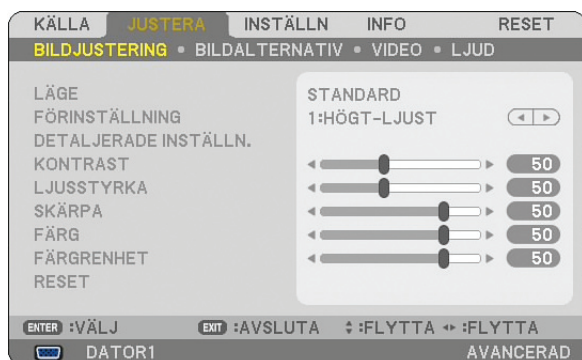 KÄLLA JUSTERA INSTÄLLN INFO RESET
BILDJUSTERING • BILDALTERNATIV • VIDEO • LJUD
LÄGE STANDARD
FÖRINSTÄLLNING 1:HÖGT-LJUST
DETALJERADE INSTÄLLN.
KONTRAST 50
LJUSSTYRKA 50
SKÄRPA 50
FÄRG 50
FÄRGRENHET 50
RESET
ENTER :VÄLJ EXIT :AVSLUTA :FLYTTA :FLYTTA
DATOR1 AVANCERAD